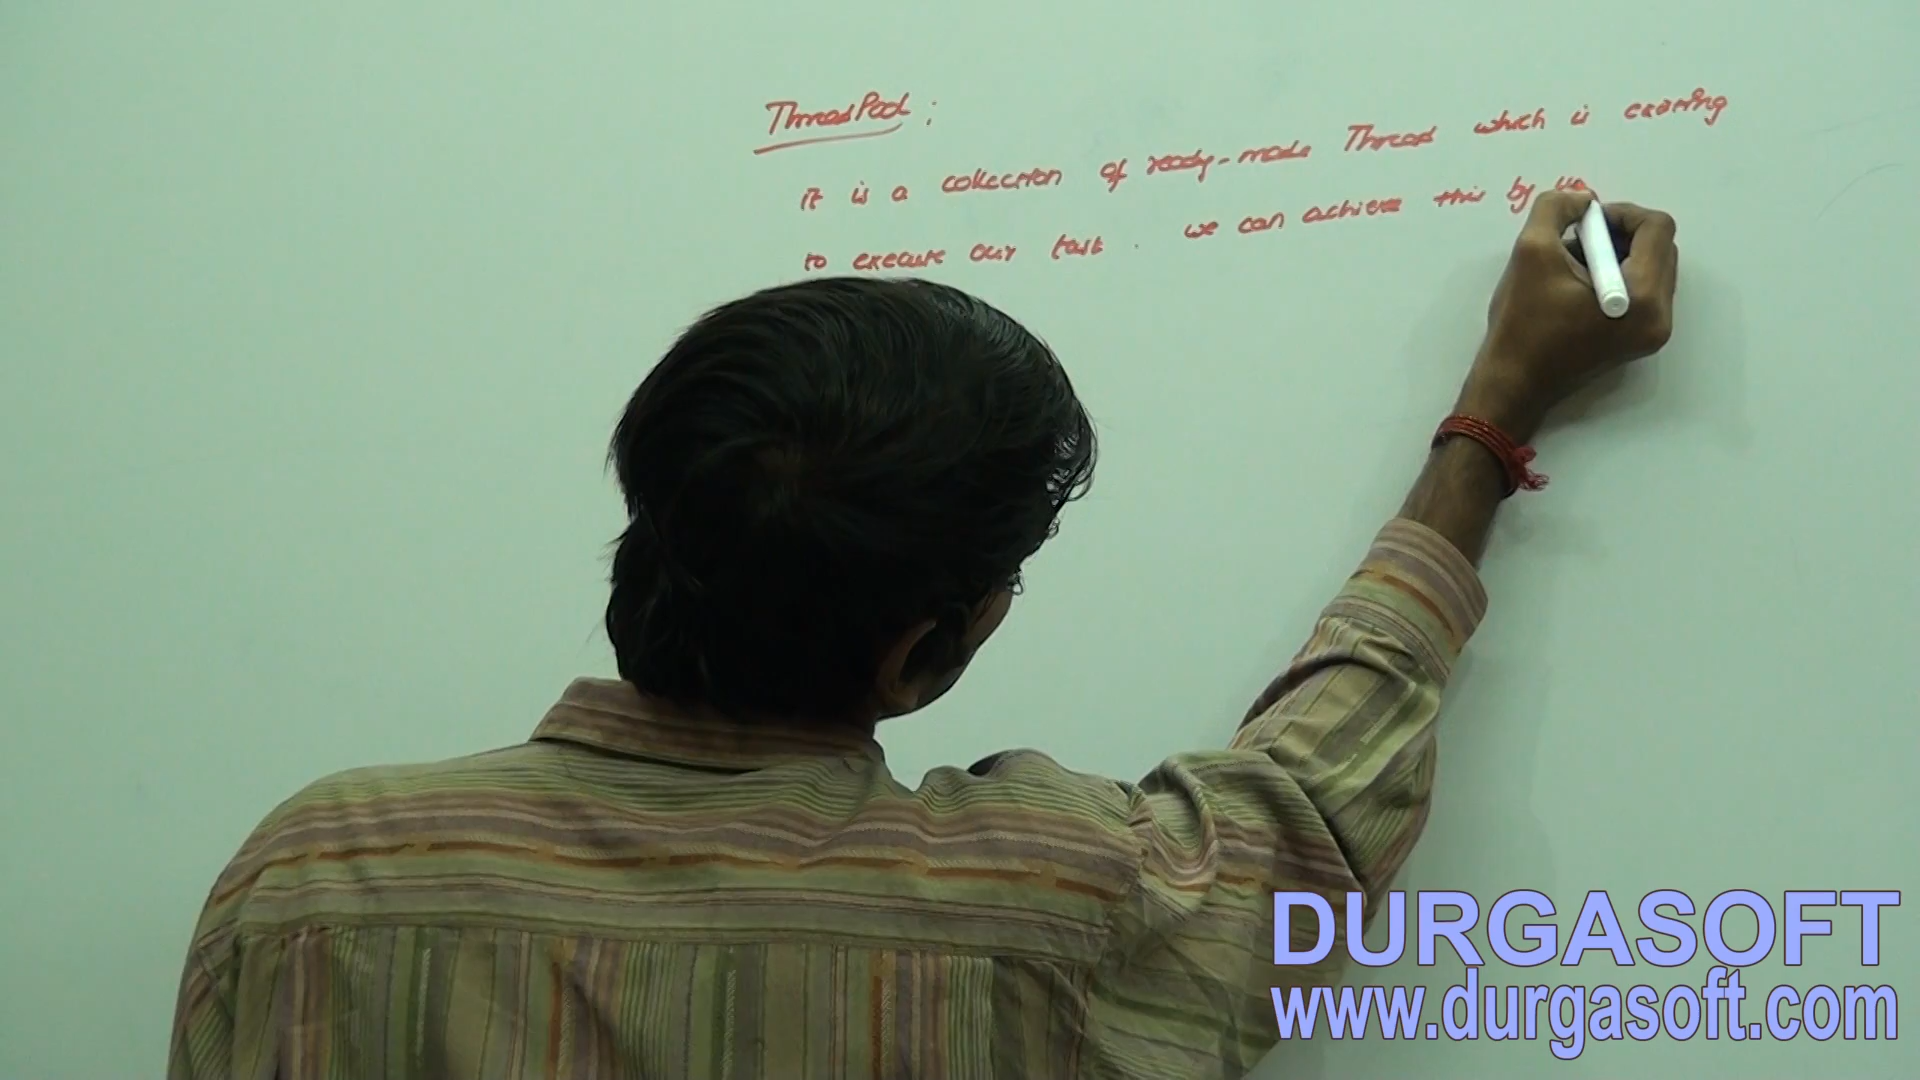 ThreadPool :
it is a collection of ready-made Thread which is existing
to execute our task . we can achieve this by
DURGASOFT
www.durgasoft.com